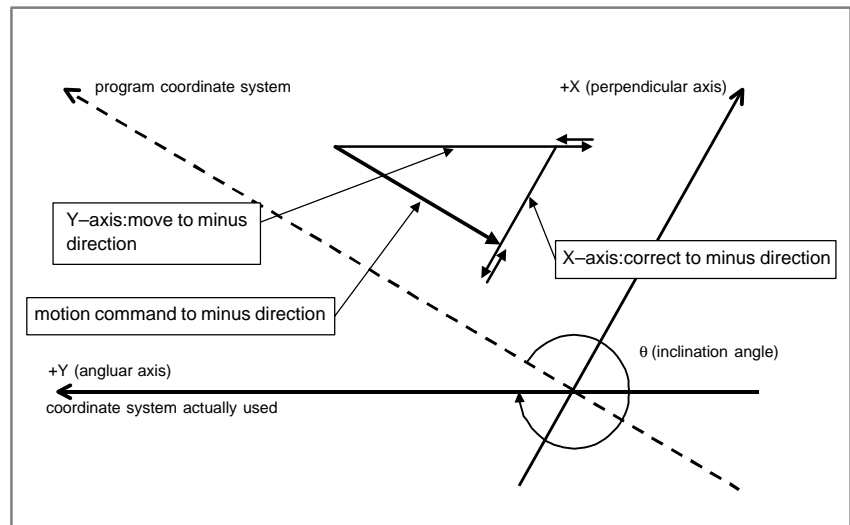 program coordinate system
+X (perpendicular axis)
Y–axis:move to minus
direction
X–axis:correct to minus direction
motion command to minus direction
θ (inclination angle)
+Y (angluar axis)
coordinate system actually used